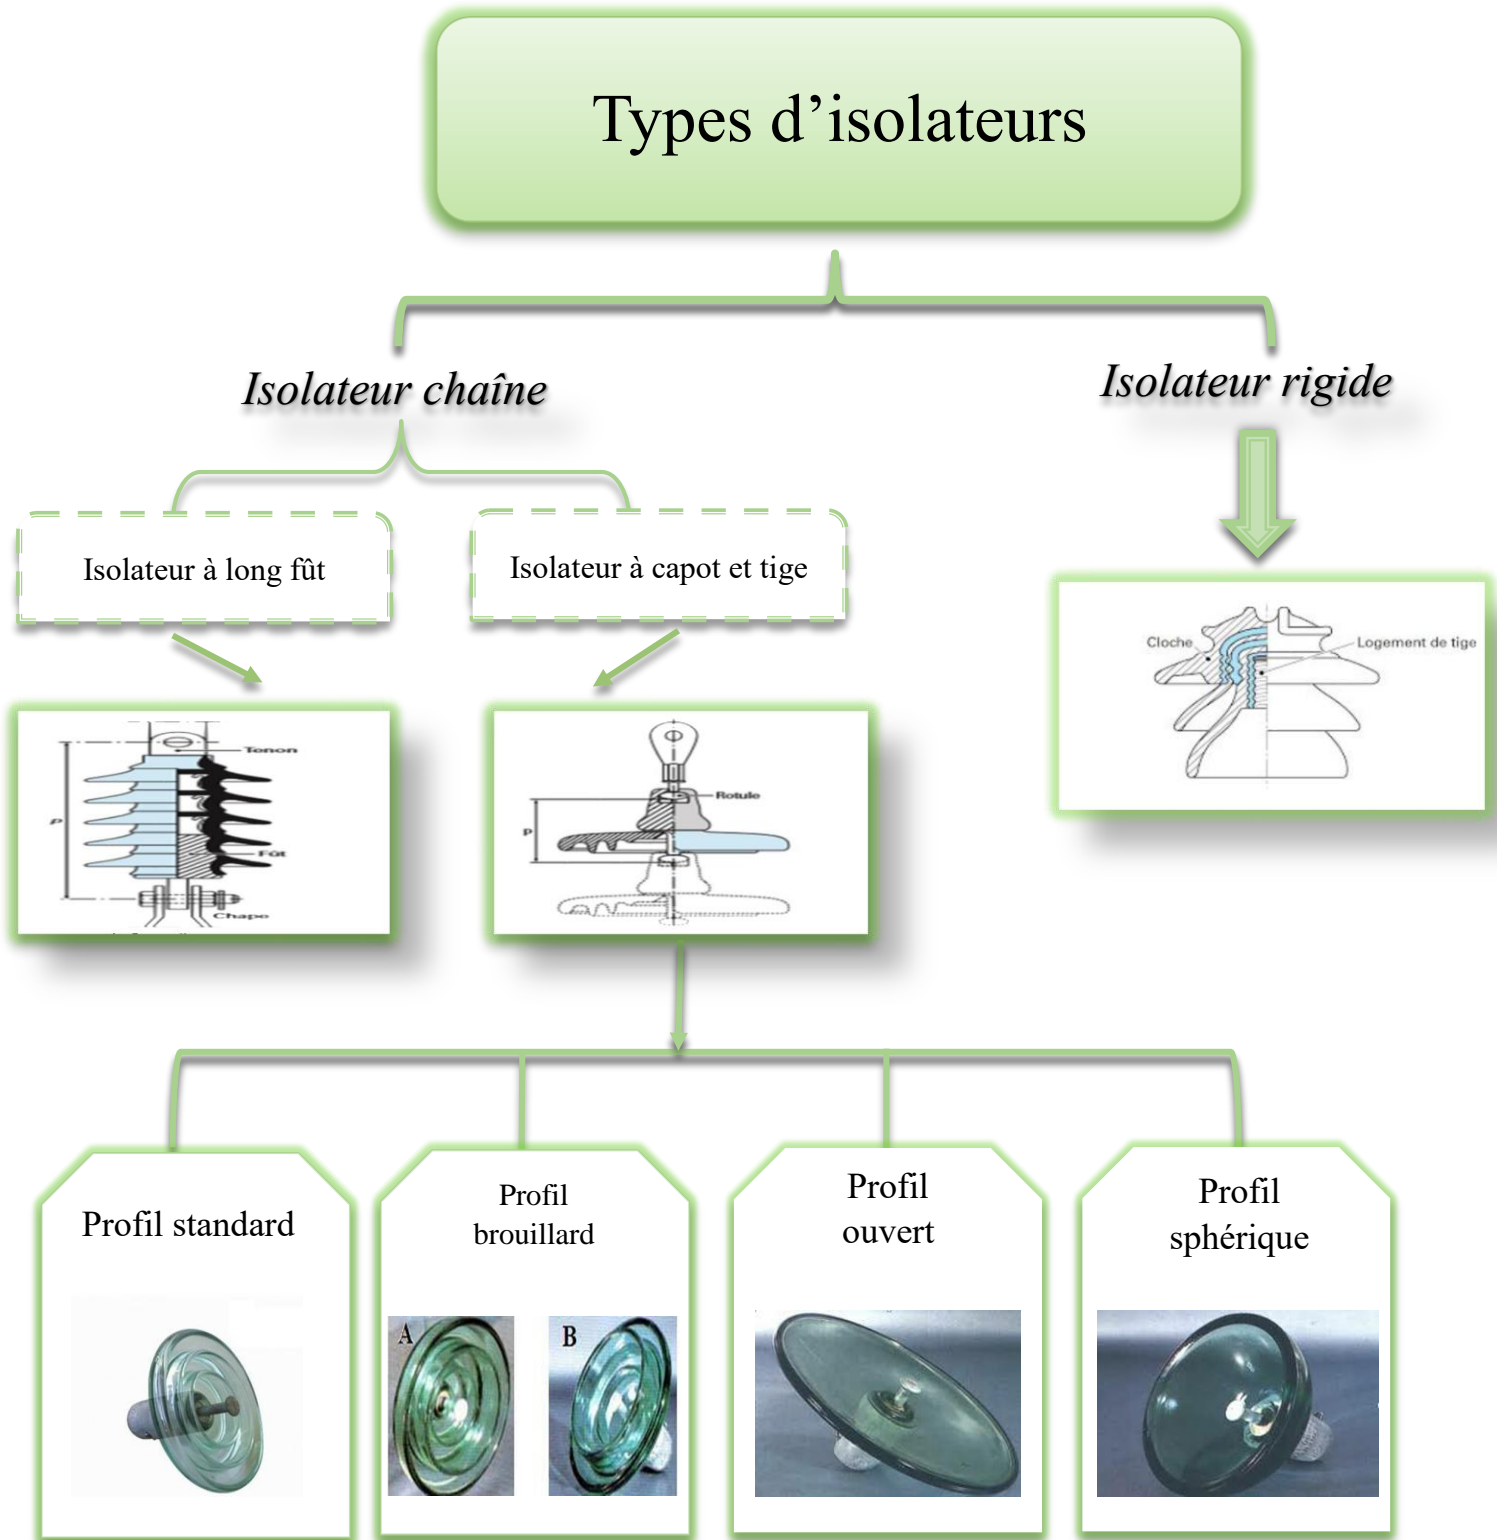 Types d’isolateurs
Isolateur chaîne
Isolateur rigide
Isolateur à long fût
Isolateur à capot et tige
Cloche
Logement de tige
Tenon
P
Fût
Chape
Rotule
P
Profil standard
Profil
brouillard
A
B
Profil
ouvert
Profil
sphérique